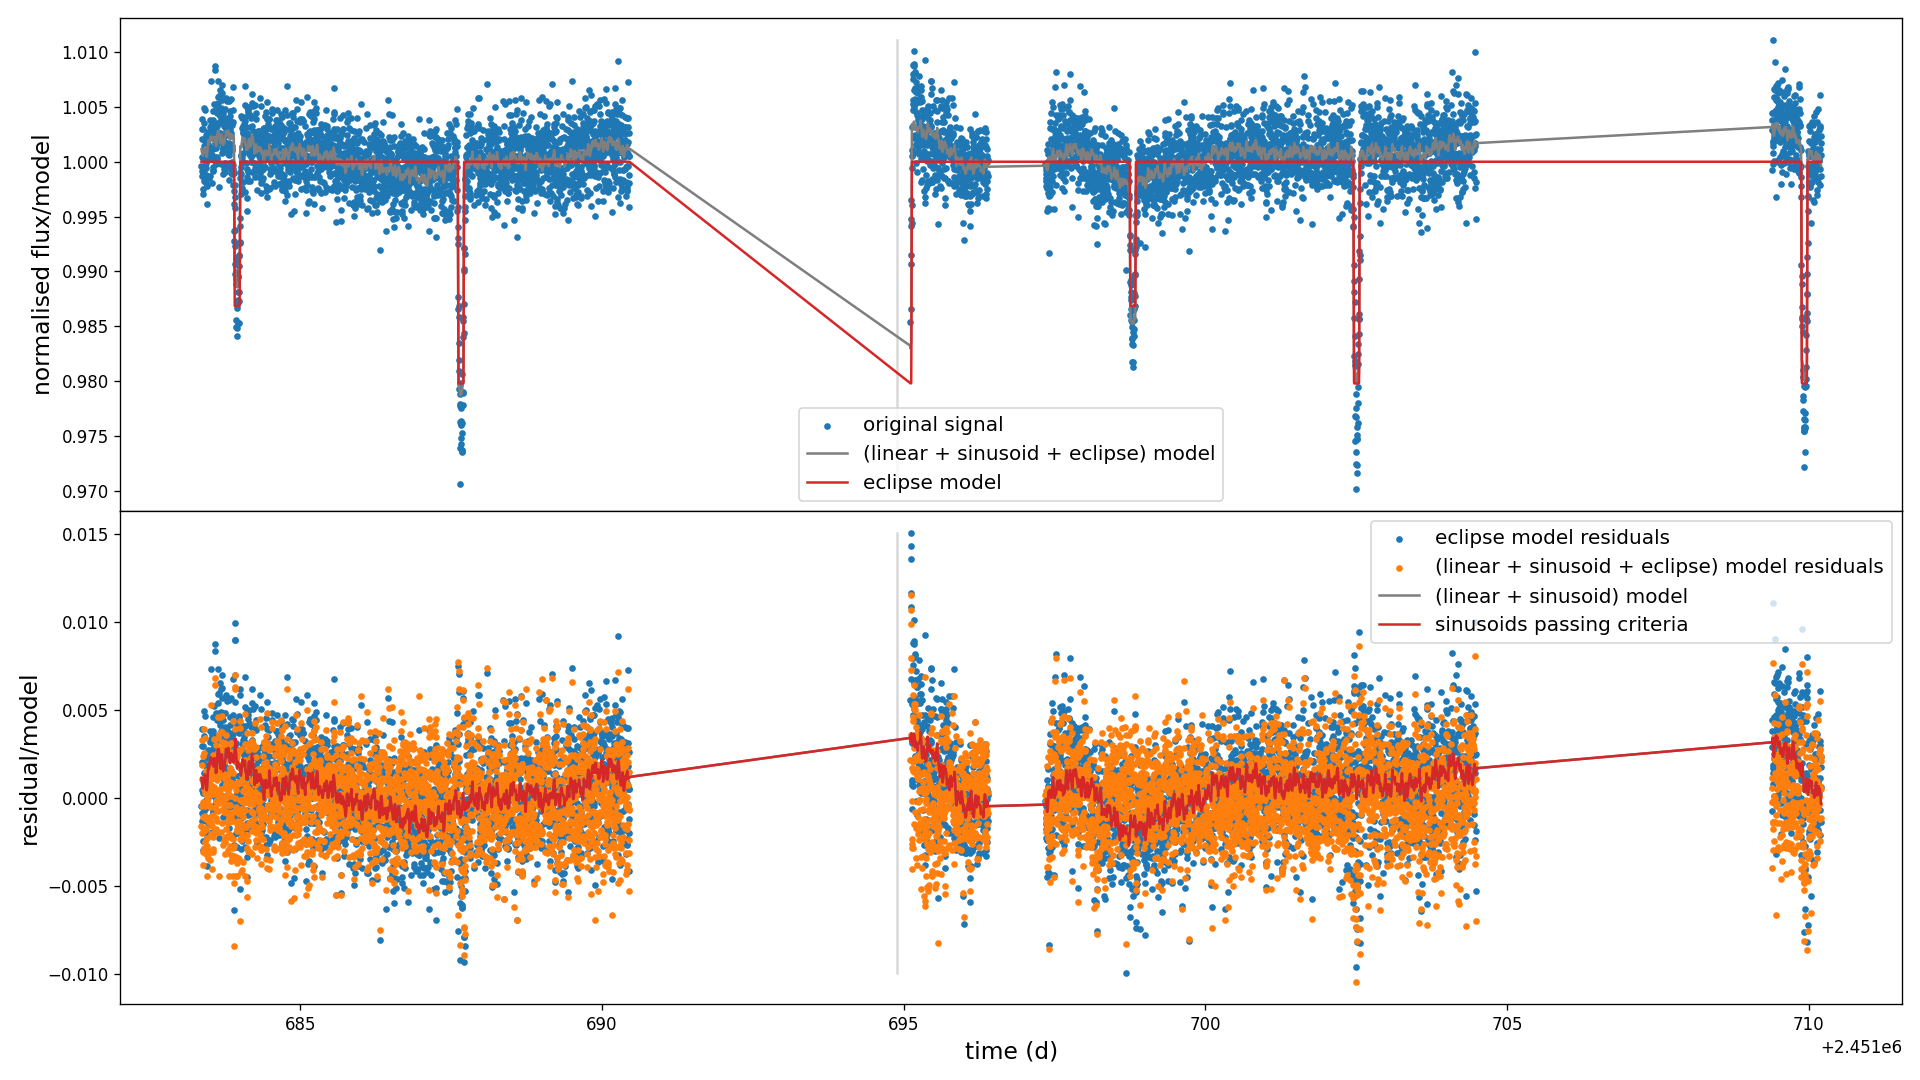 normalised flux/model
1.010
1.005
1.000
0.995
0.990
0.985
0.980
0.975
0.970
original signal
(linear + sinusoid + eclipse) model
eclipse model
residual/model
0.015
0.010
0.005
0.000
−0.005
−0.010
eclipse model residuals
(linear + sinusoid + eclipse) model residuals
(linear + sinusoid) model
sinusoids passing criteria
685
690
695
700
705
710
+2.451e6
time (d)